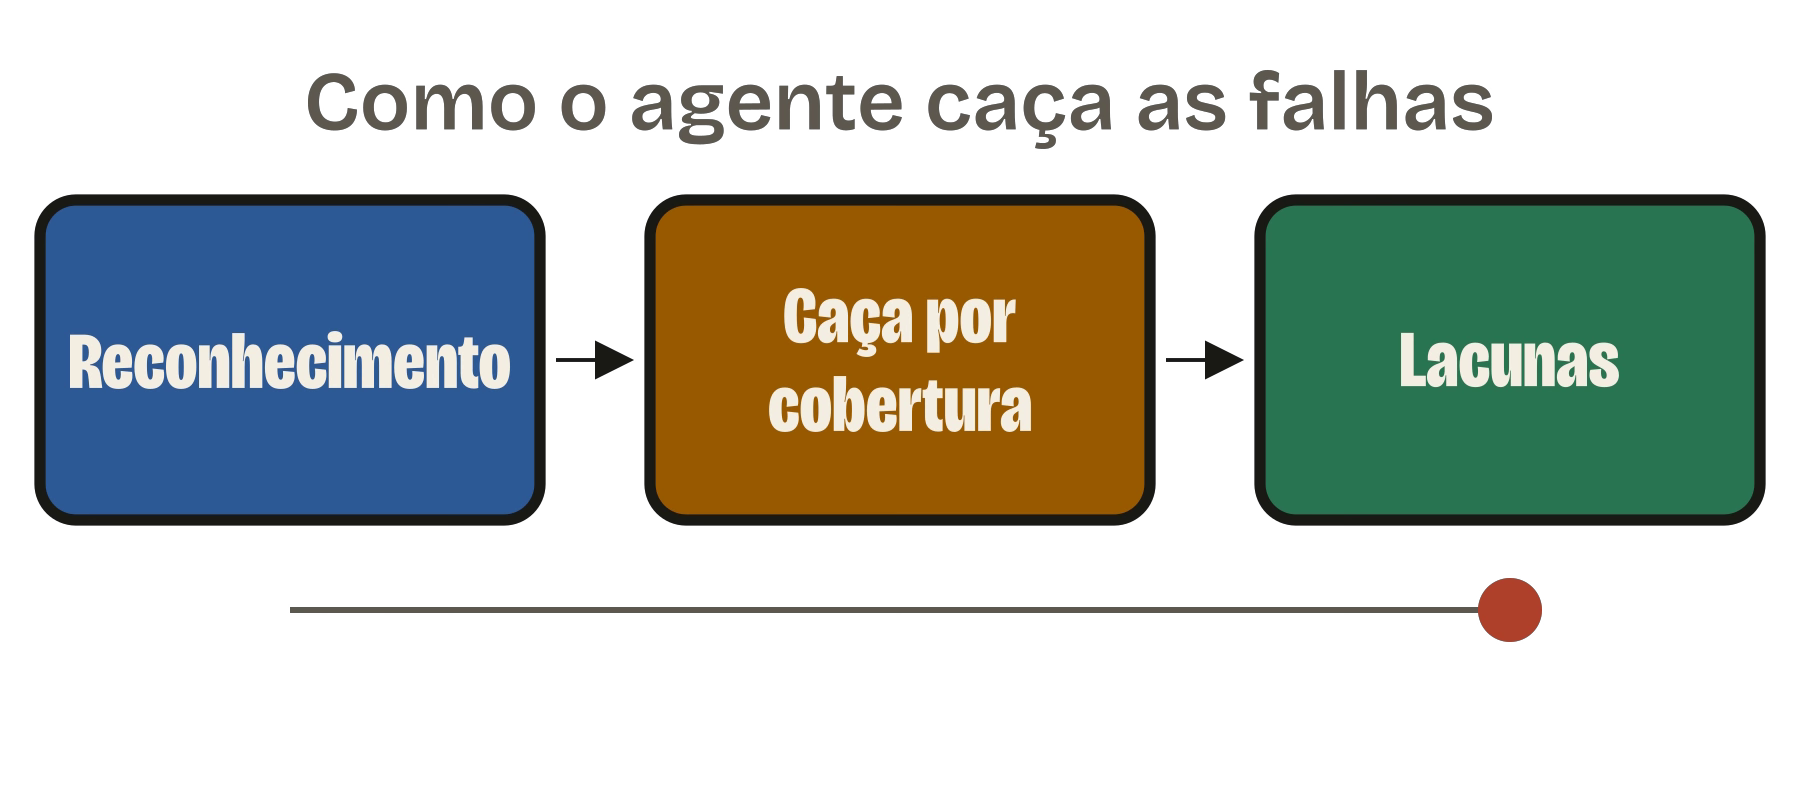 Como o agente caça as falhas
Reconhecimento
Caça por
cobertura
Lacunas